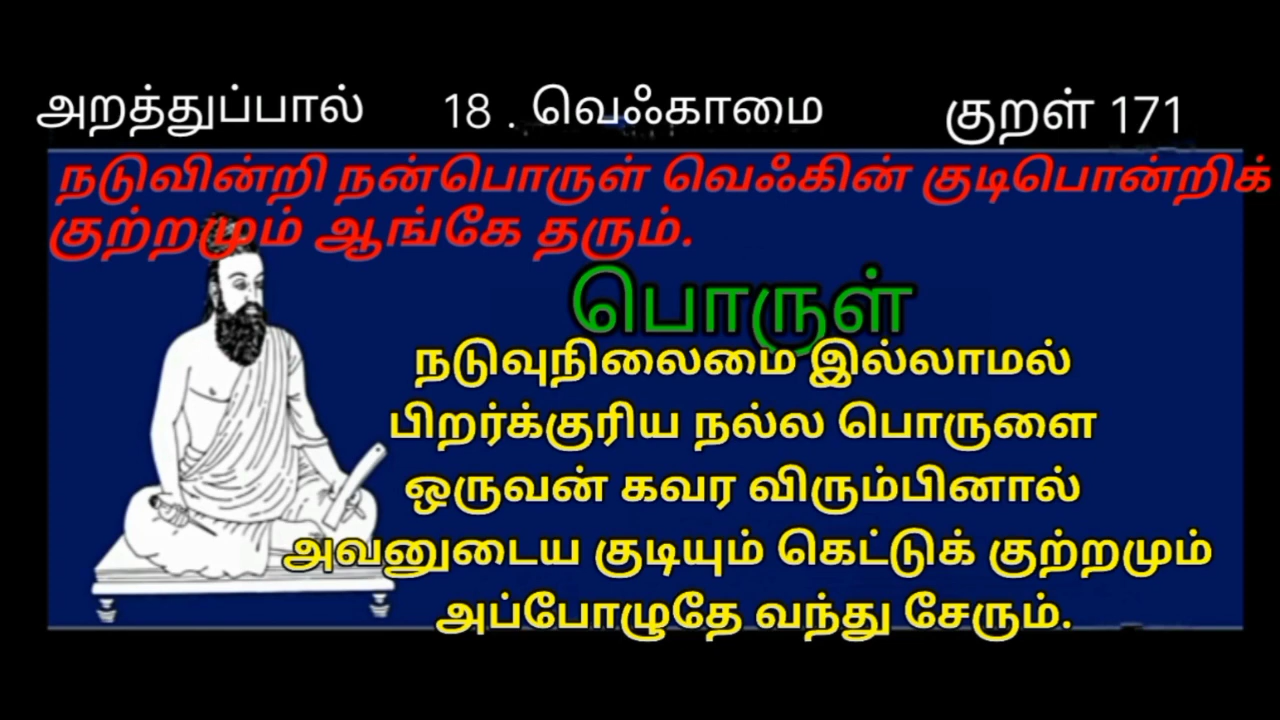 அறத்துப்பால் 18 . வெஃகாமை குறள் 171
நடுவின்றி நன்பொருள் வெஃகின் குடிபொன்றிக்
குற்றமும் ஆங்கே தரும்.
பொருள்
நடுவுநிலைமை இல்லாமல்
பிறர்க்குரிய நல்ல பொருளை
ஒருவன் கவர விரும்பினால்
அவனுடைய குடியும் கெட்டுக் குற்றமும்
அப்போழுதே வந்து சேரும்.